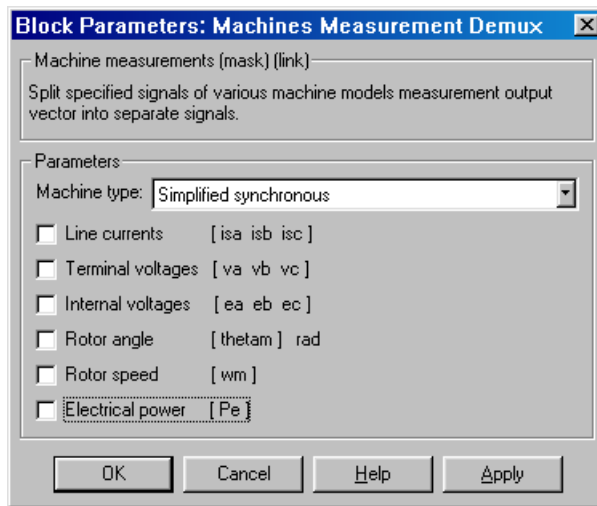 Block Parameters: Machines Measurement Demux
Machine measurements (mask) (link)
Split specified signals of various machine models measurement output
vector into separate signals.
Parameters
Machine type: Simplified synchronous
Line currents [ isa isb isc ]
Terminal voltages [ va vb vc ]
Internal voltages [ ea eb ec ]
Rotor angle [ thetam ] rad
Rotor speed [ wm ]
Electrical power [ Pe ]
OK Cancel Help Apply